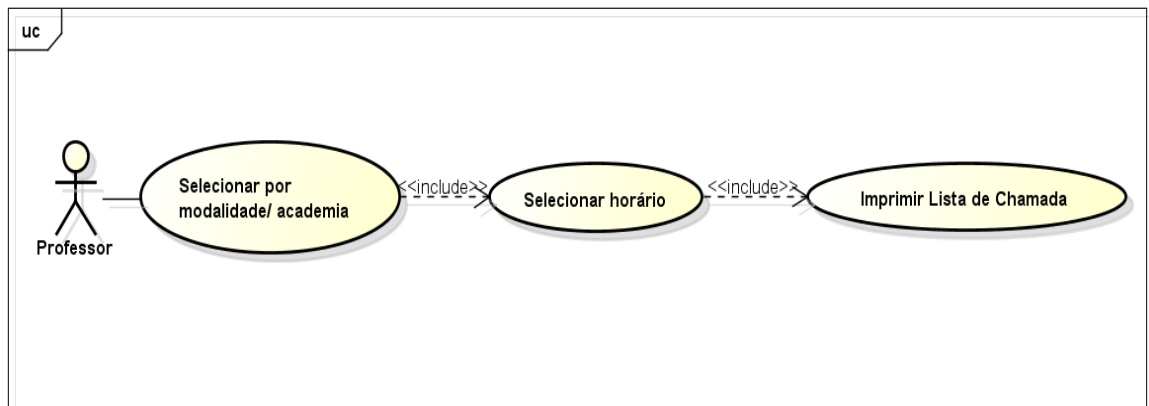 uc
Selecionar por
modalidade/ academia
<<include>>
Selecionar horário
<<include>>
Imprimir Lista de Chamada
Professor